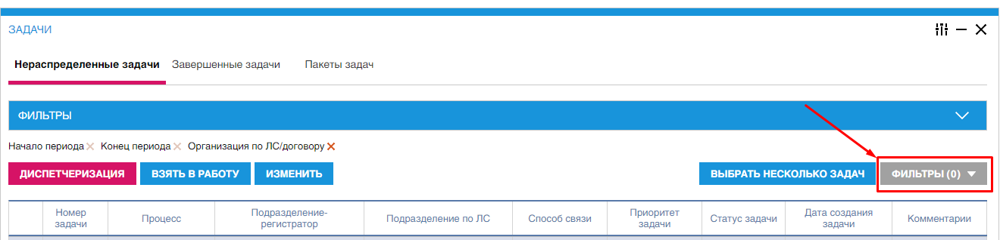 ЗАДАЧИ
Нераспределенные задачи Завершенные задачи Пакеты задач
ФИЛЬТРЫ
Начало периода Конец периода Организация по ЛС/договору
ДИСПЕТЧЕРИЗАЦИЯ ВЗЯТЬ В РАБОТУ ИЗМЕНИТЬ ВЫБРАТЬ НЕСКОЛЬКО ЗАДАЧ ФИЛЬТРЫ (0)
Номер
задачи
Процесс
Подразделение-
регистратор
Подразделение по ЛС
Способ связи
Приоритет
задачи
Статус задачи
Дата создания
задачи
Комментарии